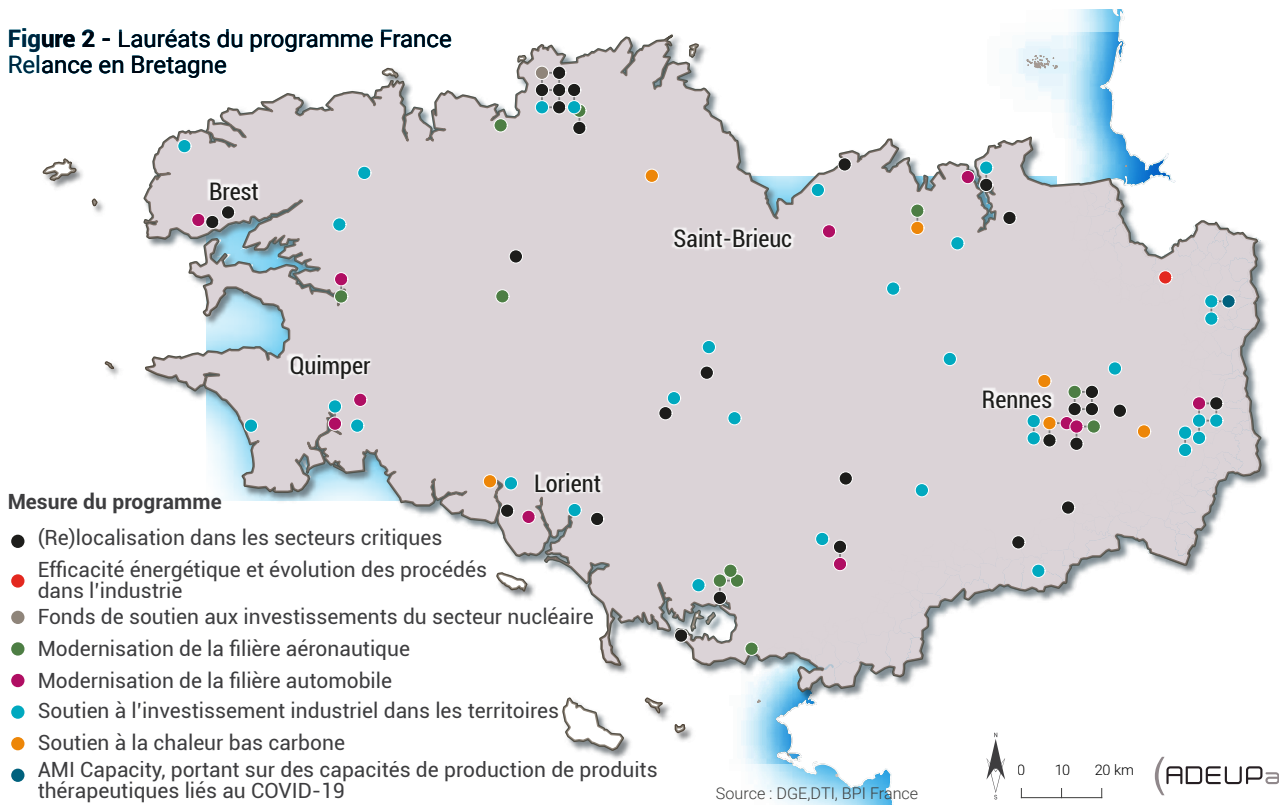 Figure 2 - Lauréats du programme France
Relance en Bretagne
Brest
Saint-Brieuc
Quimper
Rennes
Lorient
Mesure du programme
(Re)localisation dans les secteurs critiques
Efficacité énergétique et évolution des procédés
dans l'industrie
Fonds de soutien aux investissements du secteur nucléaire
Modernisation de la filière aéronautique
Modernisation de la filière automobile
Soutien à l'investissement industriel dans les territoires
Soutien à la chaleur bas carbone
AMI Capacity, portant sur des capacités de production de produits
thérapeutiques liés au COVID-19
Source : DGE,DTI, BPI France
N
S
0 10 20 km
ADEUPa